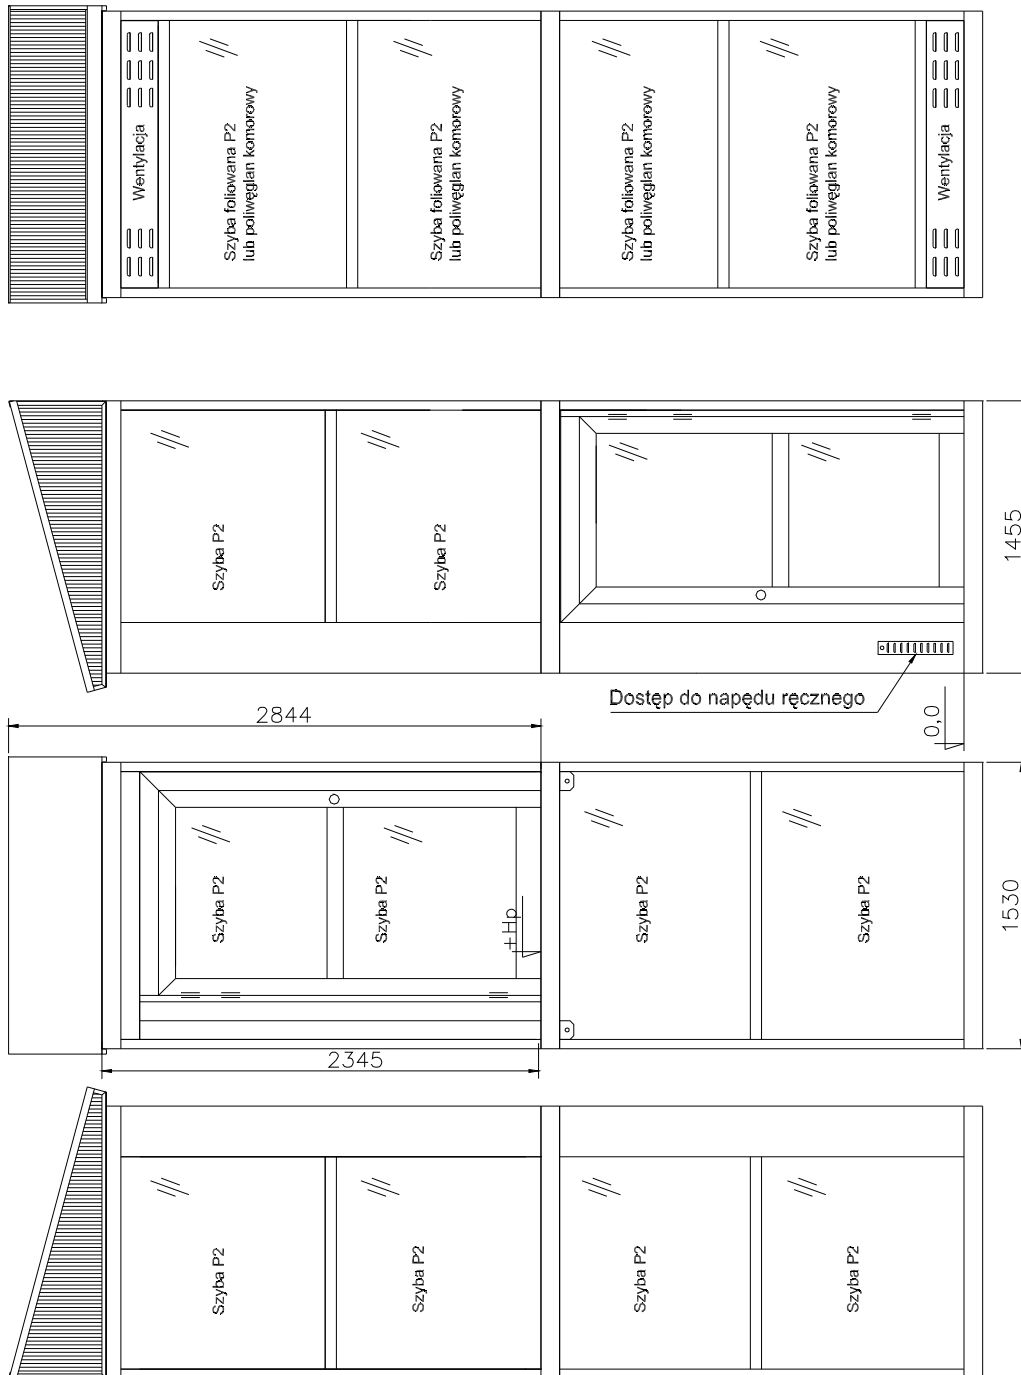 Wentylacja
Szyba foliowana P2
lub poliwęglan komorowy
Szyba foliowana P2
lub poliwęglan komorowy
Szyba foliowana P2
lub poliwęglan komorowy
Szyba foliowana P2
lub poliwęglan komorowy
Wentylacja
Szyba P2
Szyba P2
1455
Dostęp do napędu ręcznego
2844
0,0
Szyba P2
Szyba P2
+Hp
Szyba P2
Szyba P2
1530
2345
Szyba P2
Szyba P2
Szyba P2
Szyba P2